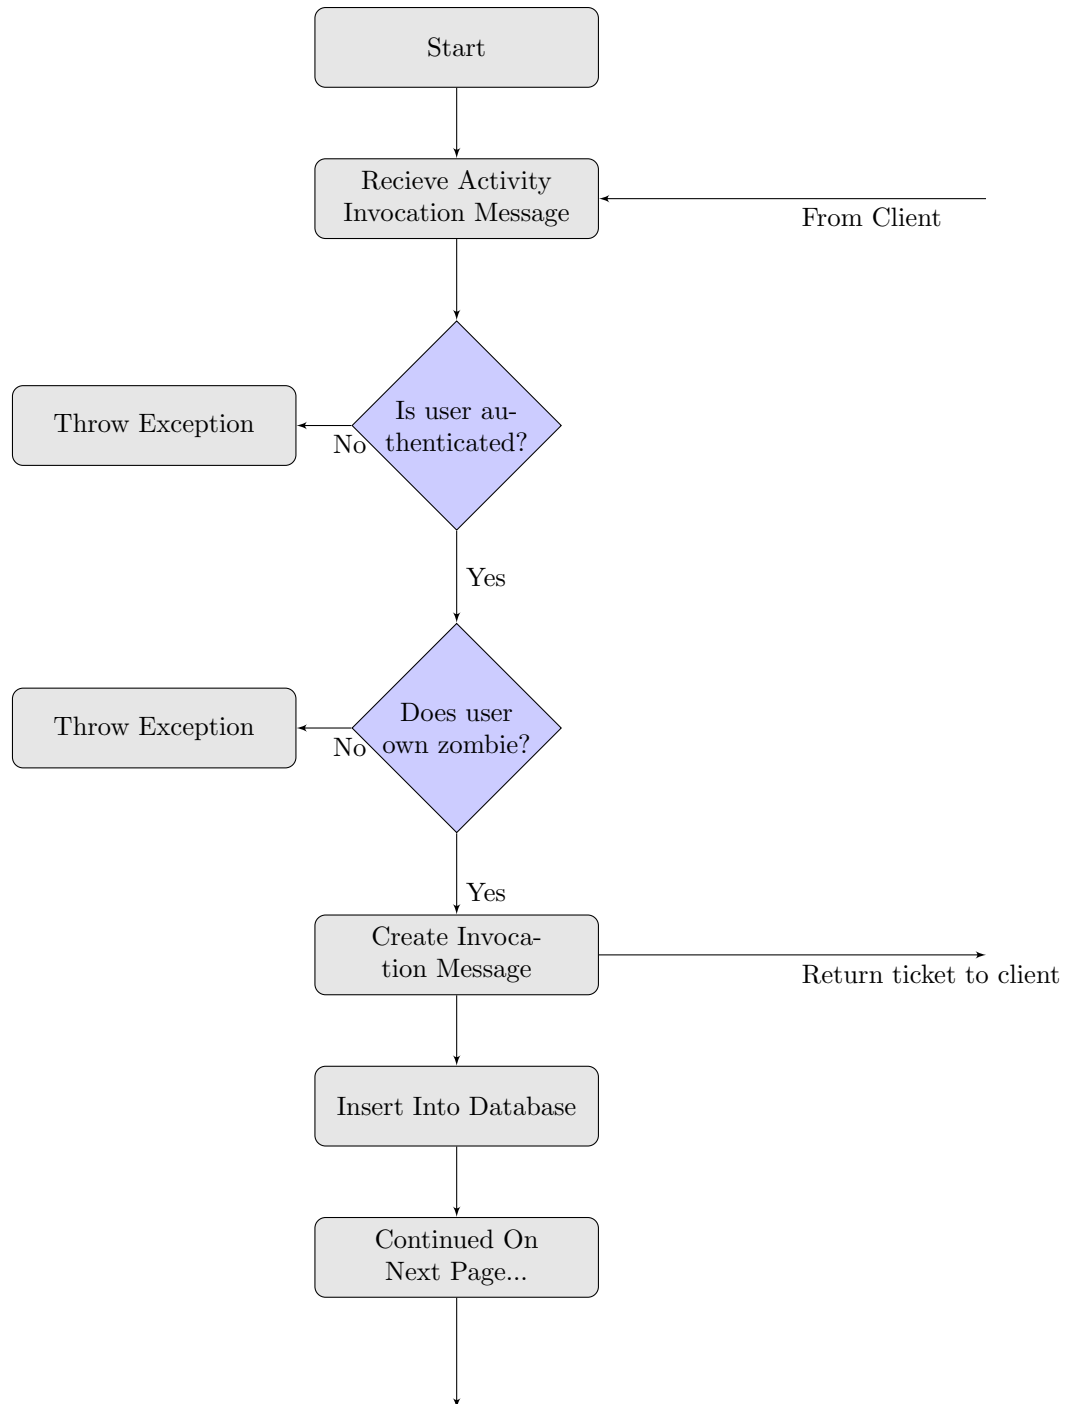 Start
Recieve Activity
Invocation Message
From Client
Is user au-
thenticated?
Throw Exception
No
Yes
Does user
own zombie?
Throw Exception
No
Yes
Create Invoca-
tion Message
Return ticket to client
Insert Into Database
Continued On
Next Page...